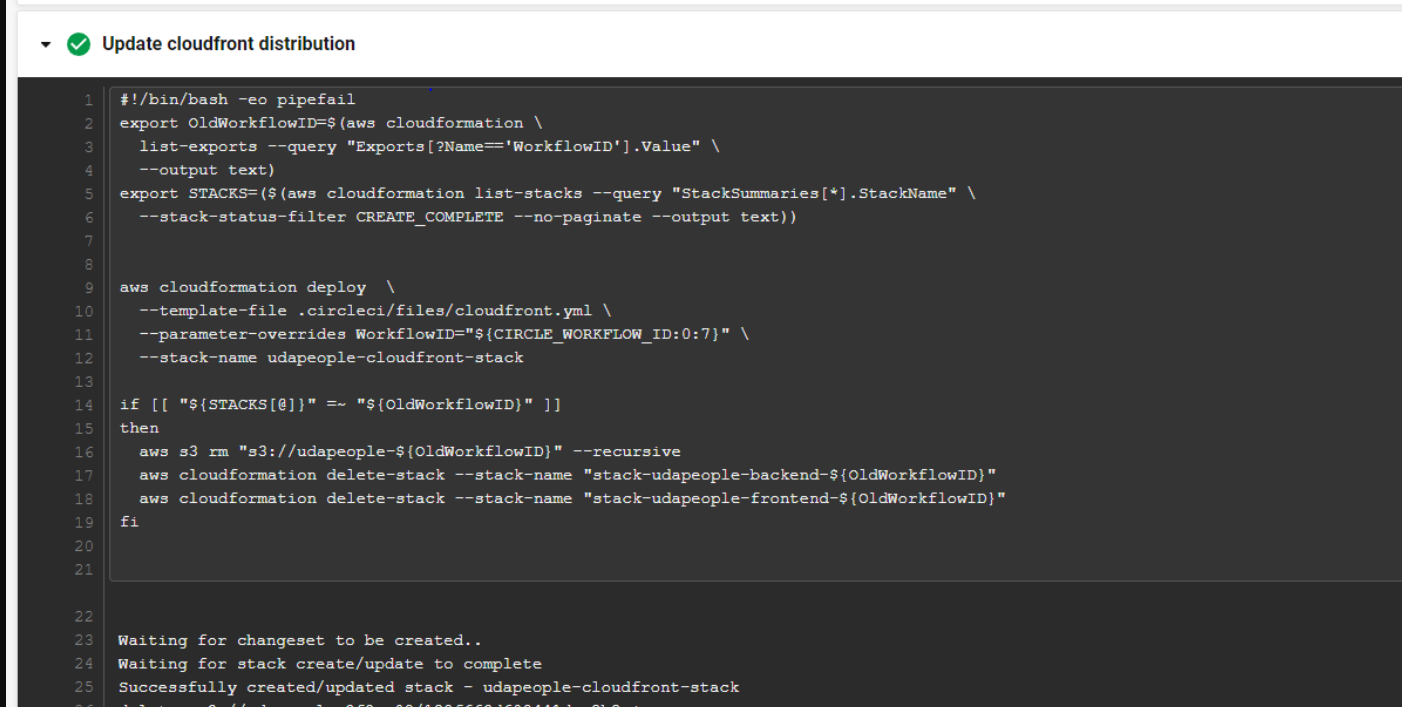 Update cloudfront distribution
1 #!/bin/bash -eo pipefail
2 export OldWorkflowID=$(aws cloudformation \
3 list-exports --query "Exports[?Name=='WorkflowID'].Value" \
4 --output text)
5 export STACKS=($(aws cloudformation list-stacks --query "StackSummaries[*].StackName" \
6 --stack-status-filter CREATE_COMPLETE --no-paginate --output text))
7
8
9 aws cloudformation deploy \
10 --template-file .circleci/files/cloudfront.yml \
11 --parameter-overrides WorkflowID="${CIRCLE_WORKFLOW_ID:0:7}" \
12 --stack-name udapeople-cloudfront-stack
13
14 if [[ "${STACKS[@]}" =~ "${OldWorkflowID}" ]]
15 then
16 aws s3 rm "s3://udapeople-${OldWorkflowID}" --recursive
17 aws cloudformation delete-stack --stack-name "stack-udapeople-backend-${OldWorkflowID}"
18 aws cloudformation delete-stack --stack-name "stack-udapeople-frontend-${OldWorkflowID}"
19 fi
20
21
22
23 Waiting for changeset to be created..
24 Waiting for stack create/update to complete
25 Successfully created/updated stack - udapeople-cloudfront-stack